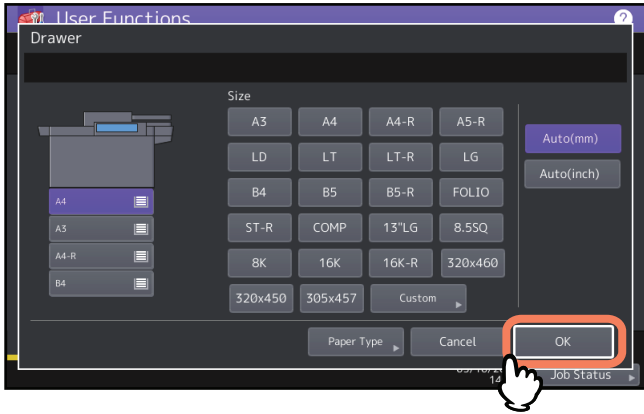 User Functions
?
Drawer
Size
A3 A4 A4-R A5-R
LD LT LT-R LG
B4 B5 B5-R FOLIO
ST-R COMP 13"LG 8.5SQ
8K 16K 16K-R 320x460
320x450 305x457 Custom
Auto(mm)
Auto(inch)
A4
A3
A4-R
B4
Paper Type Cancel OK
14
Job Status